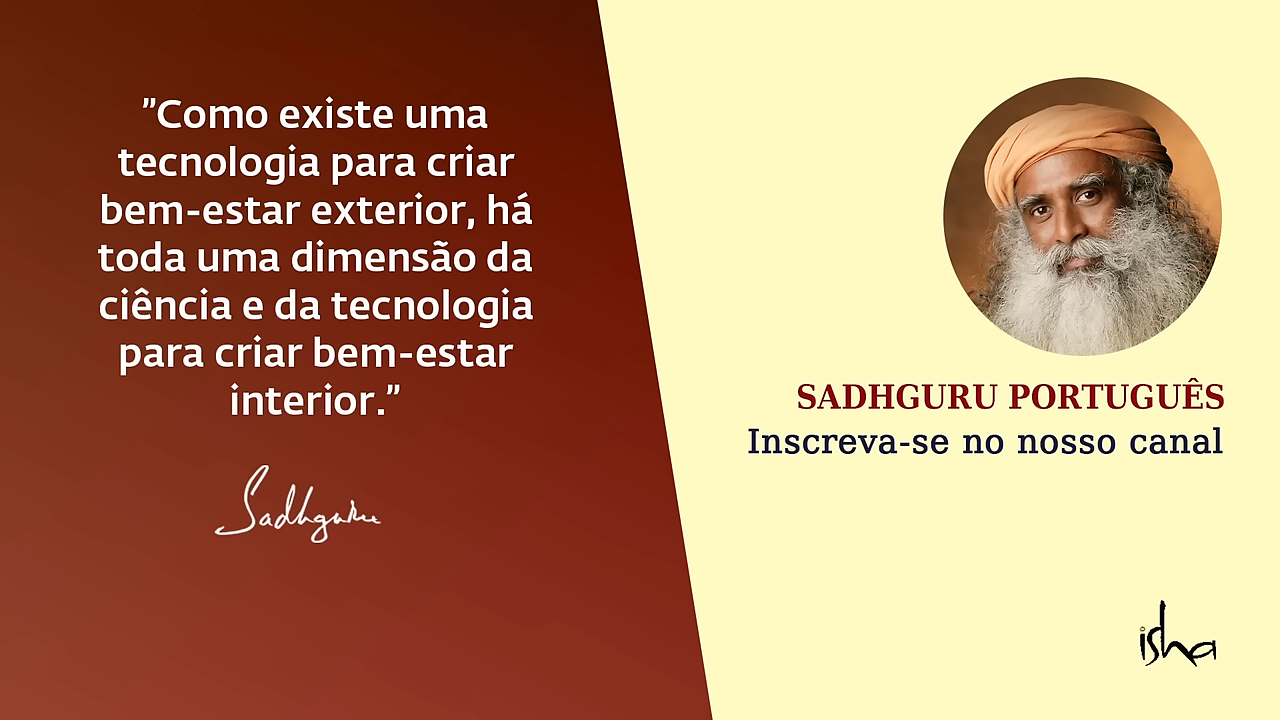 "Como existe uma
tecnologia para criar
bem-estar exterior, há
toda uma dimensão da
ciência e da tecnologia
para criar bem-estar
interior."
Sadhguru
SADHGURU PORTUGUÊS
Inscreva-se no nosso canal
isha